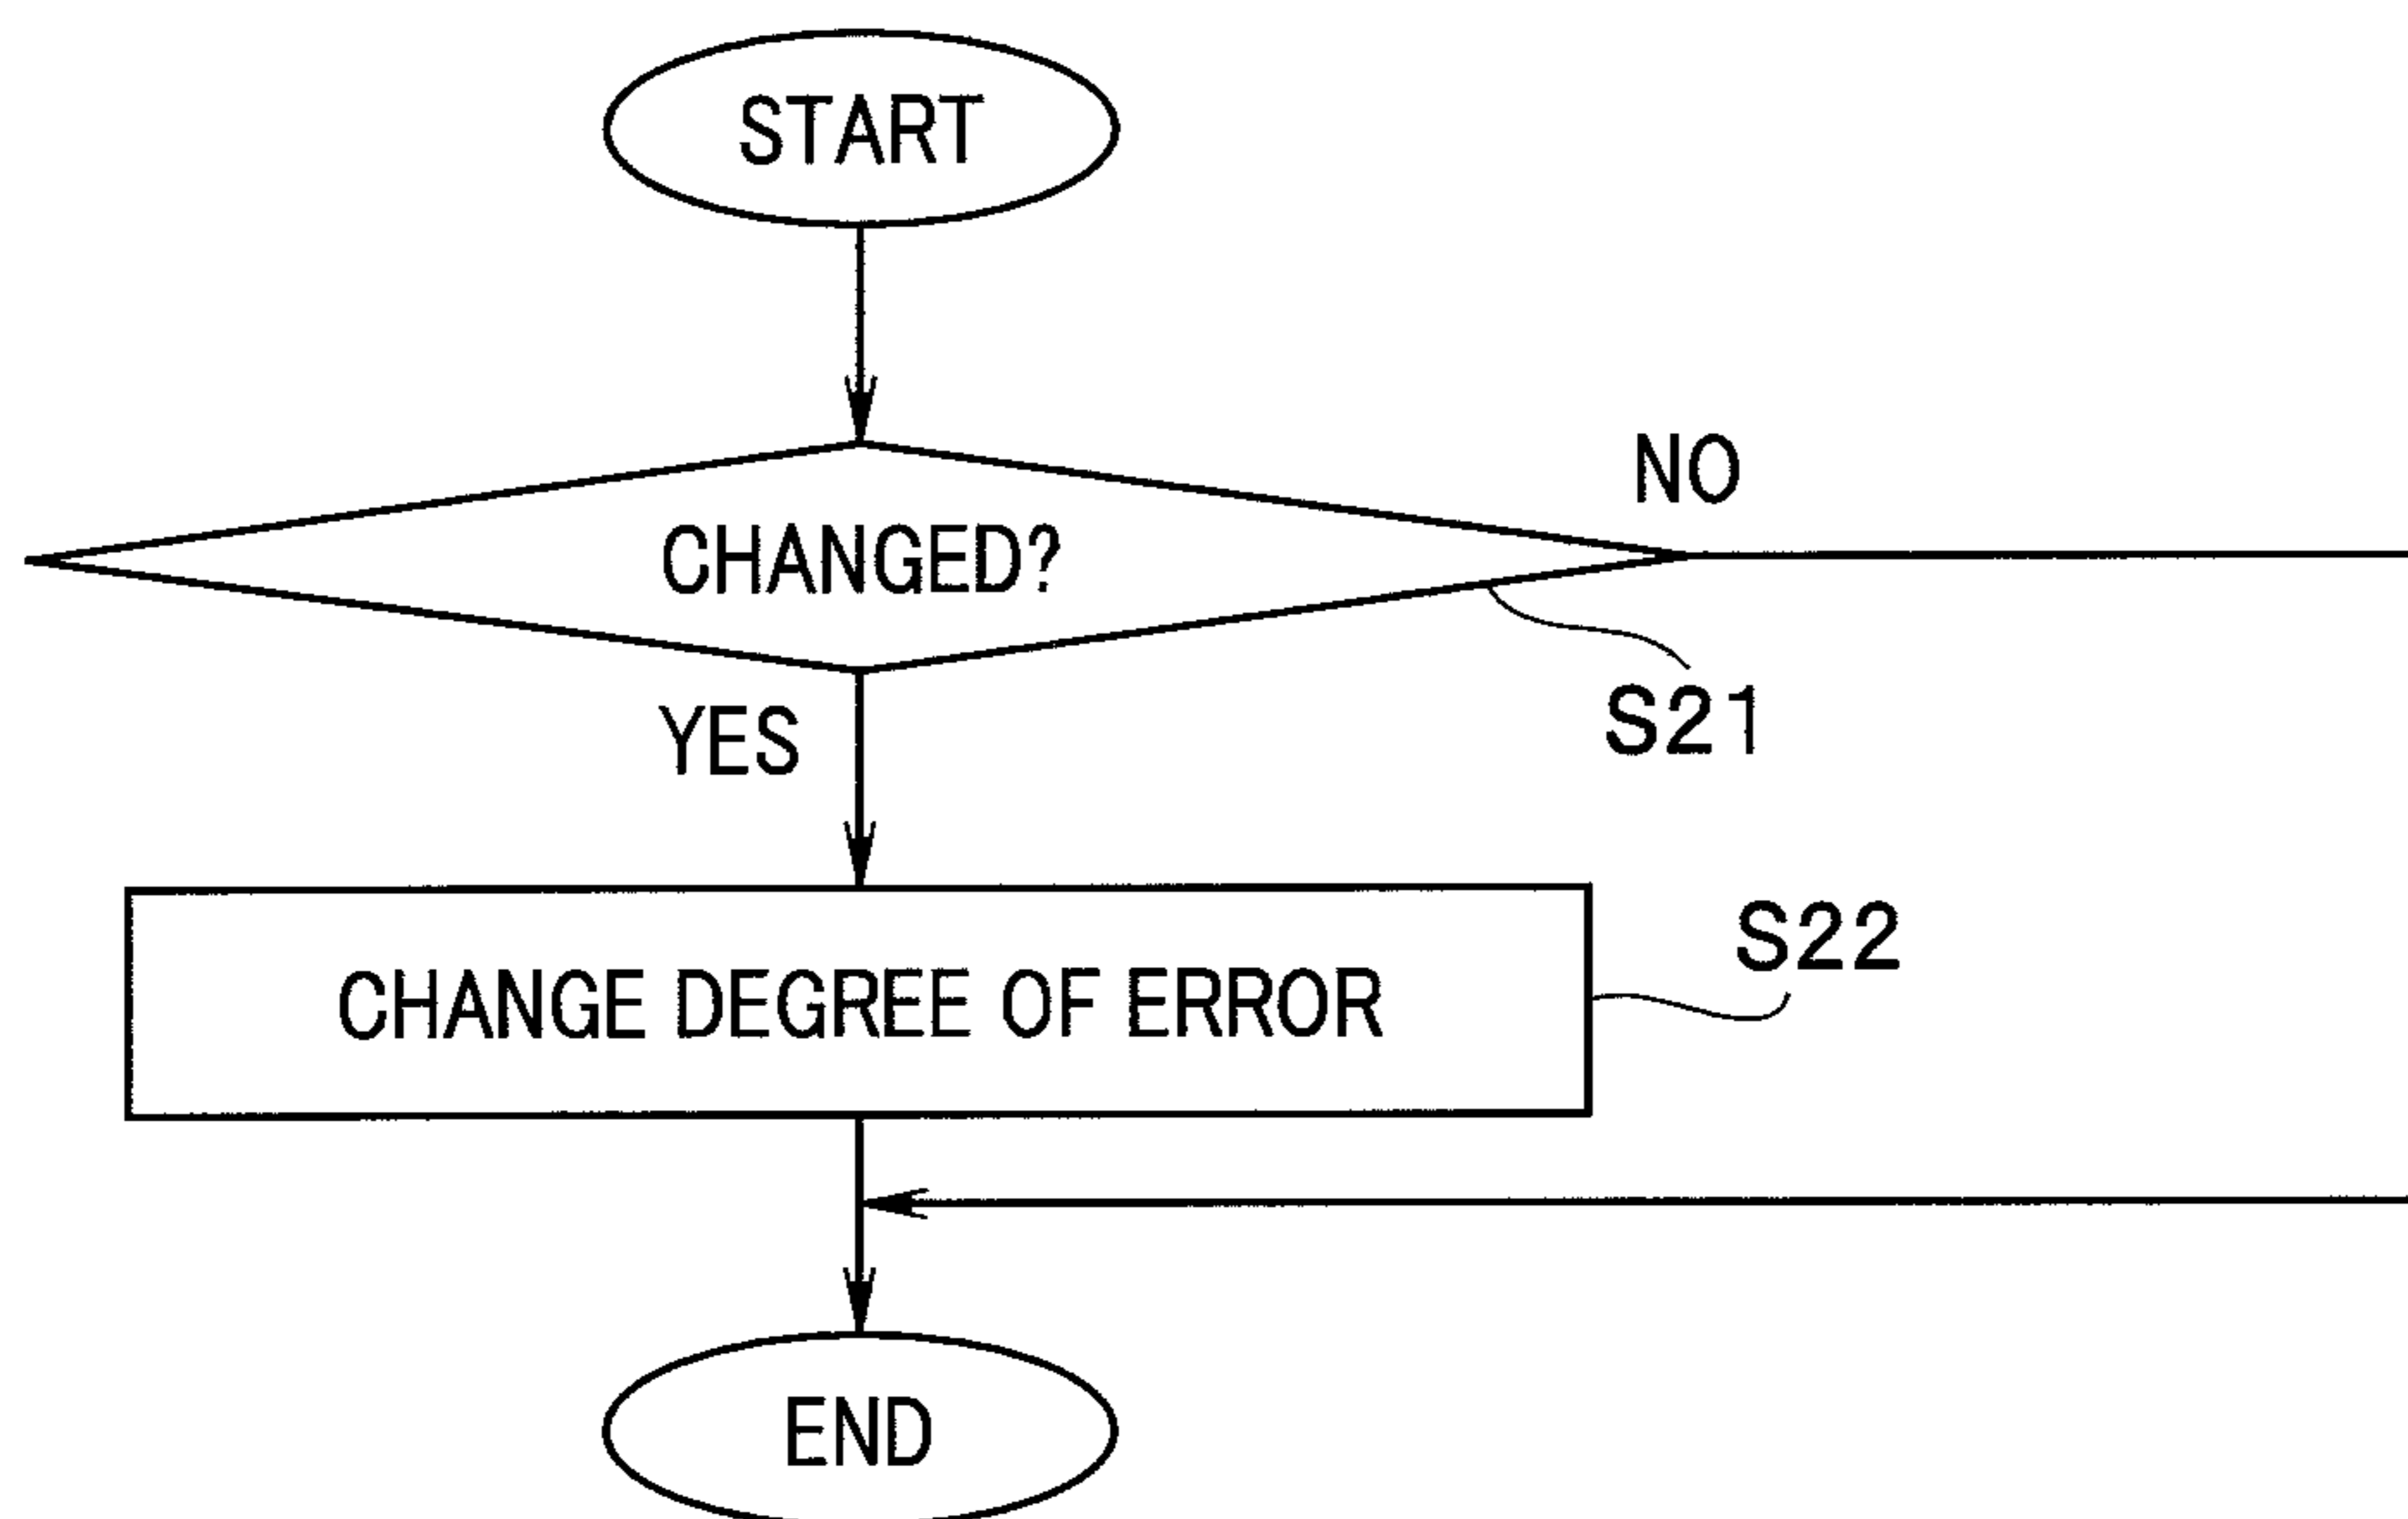 START
NO
CHANGED?
S21
YES
S22
CHANGE DEGREE OF ERROR
END